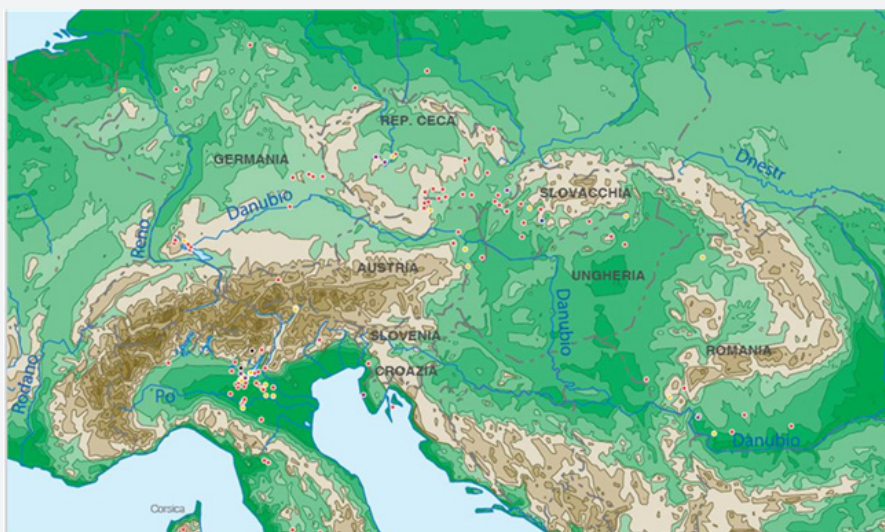 REP. CECA
GERMANIA
Dnestr
SLOVACCHIA
Danubio
Reno
AUSTRIA
UNGHERIA
Danubio
SLOVENIA
ROMANIA
Rodano
CROAZIA
Po
Danubio
Corsica